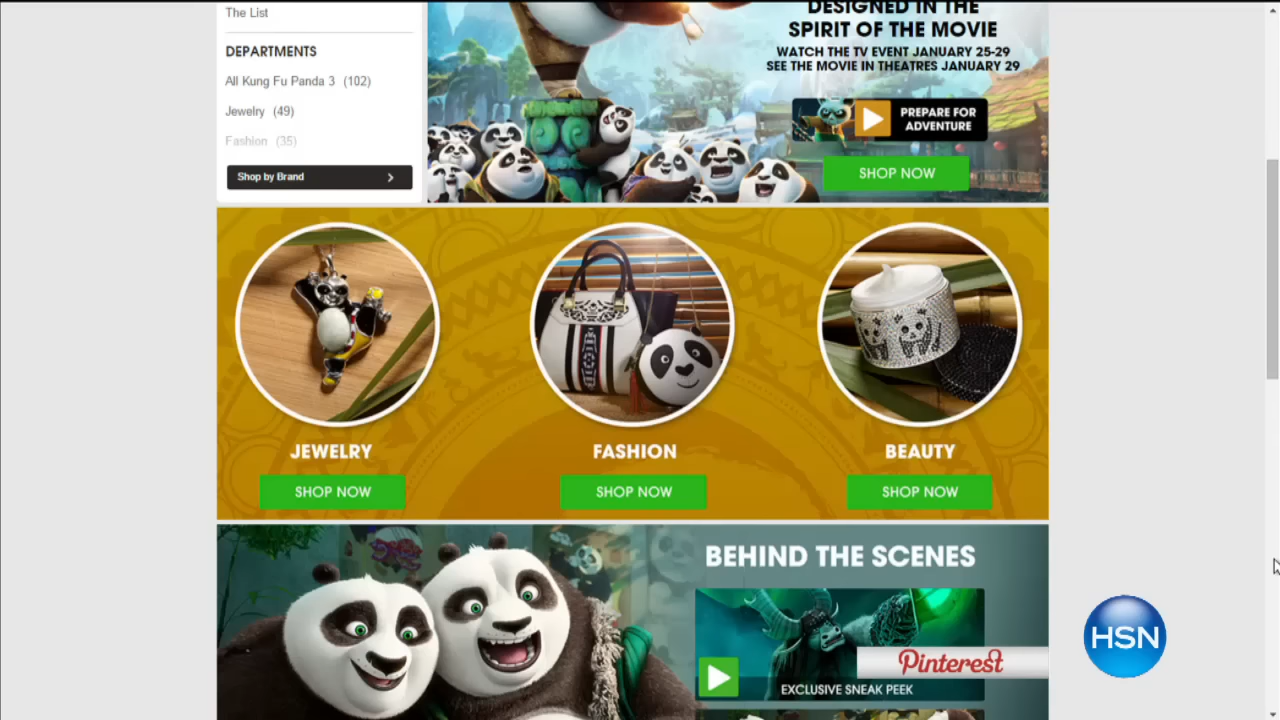 The List
DEPARTMENTS
All Kung Fu Panda 3 (102)
Jewelry (49)
Fashion (35)
Shop by Brand
DESIGNED IN THE
SPIRIT OF THE MOVIE
WATCH THE TV EVENT JANUARY 25-29
SEE THE MOVIE IN THEATRES JANUARY 29
PREPARE FOR
ADVENTURE
SHOP NOW
JEWELRY
SHOP NOW
FASHION
SHOP NOW
BEAUTY
SHOP NOW
BEHIND THE SCENES
EXCLUSIVE SNEAK PEEK
Pinterest
HSN